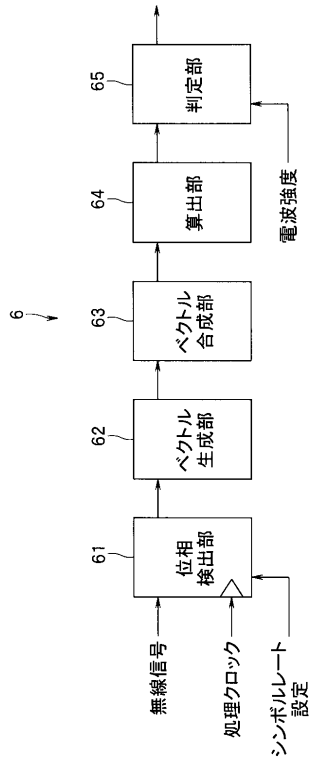 6
61
62
63
64
65
無線信号
処理クロック
シンボルレート
設定
位相
検出部
ベクトル
生成部
ベクトル
合成部
算出部
判定部
電波強度